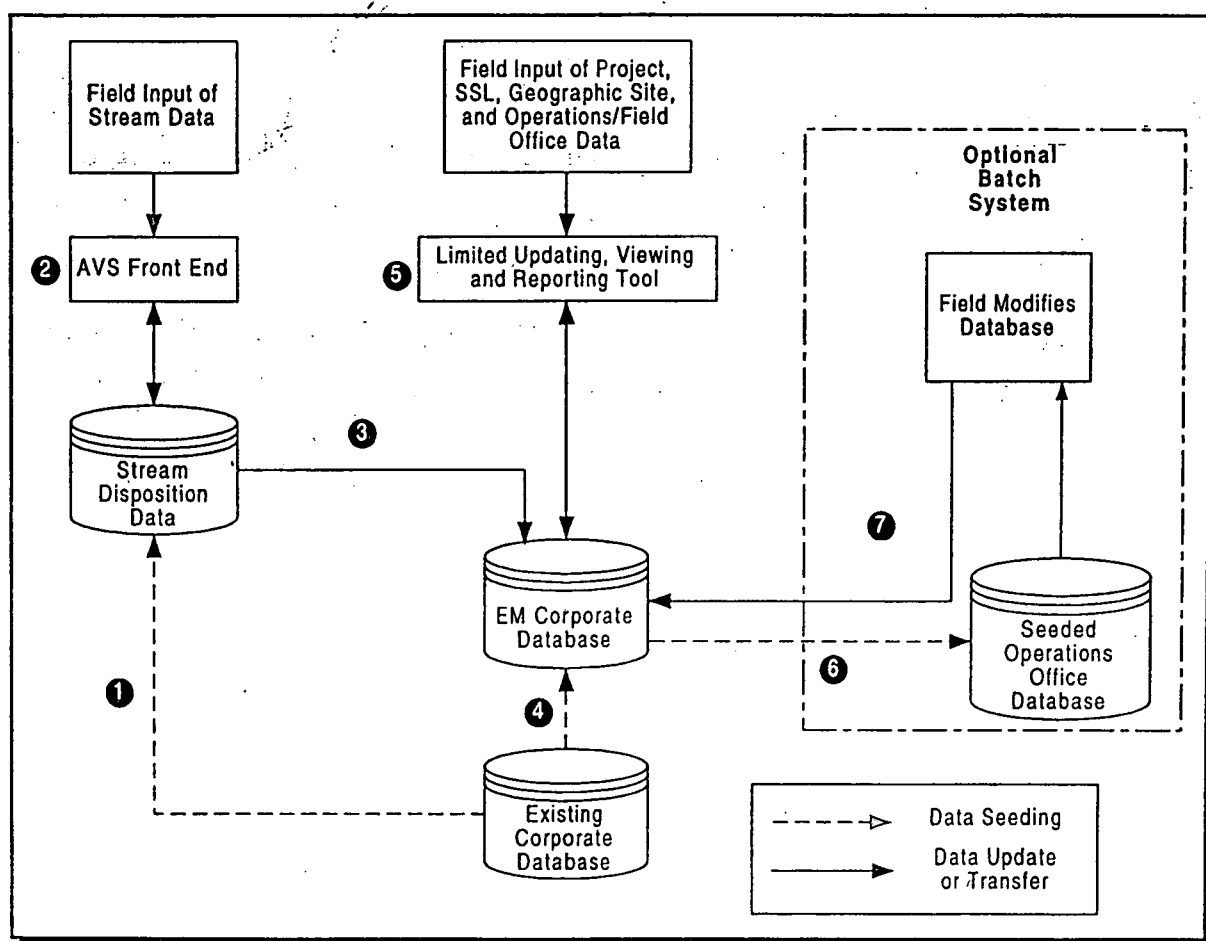 Field Input of
Stream Data
Field Input of Project,
SSL, Geographic Site,
and Operations/Field
Office Data
Optional
Batch
System
2
AVS Front End
5
Limited Updating, Viewing
and Reporting Tool
Field Modifies
Database
3
Stream
Disposition
Data
7
EM Corporate
Database
6
Seeded
Operations
Office
Database
1
4
Existing
Corporate
Database
Data Seeding
Data Update
or Transfer